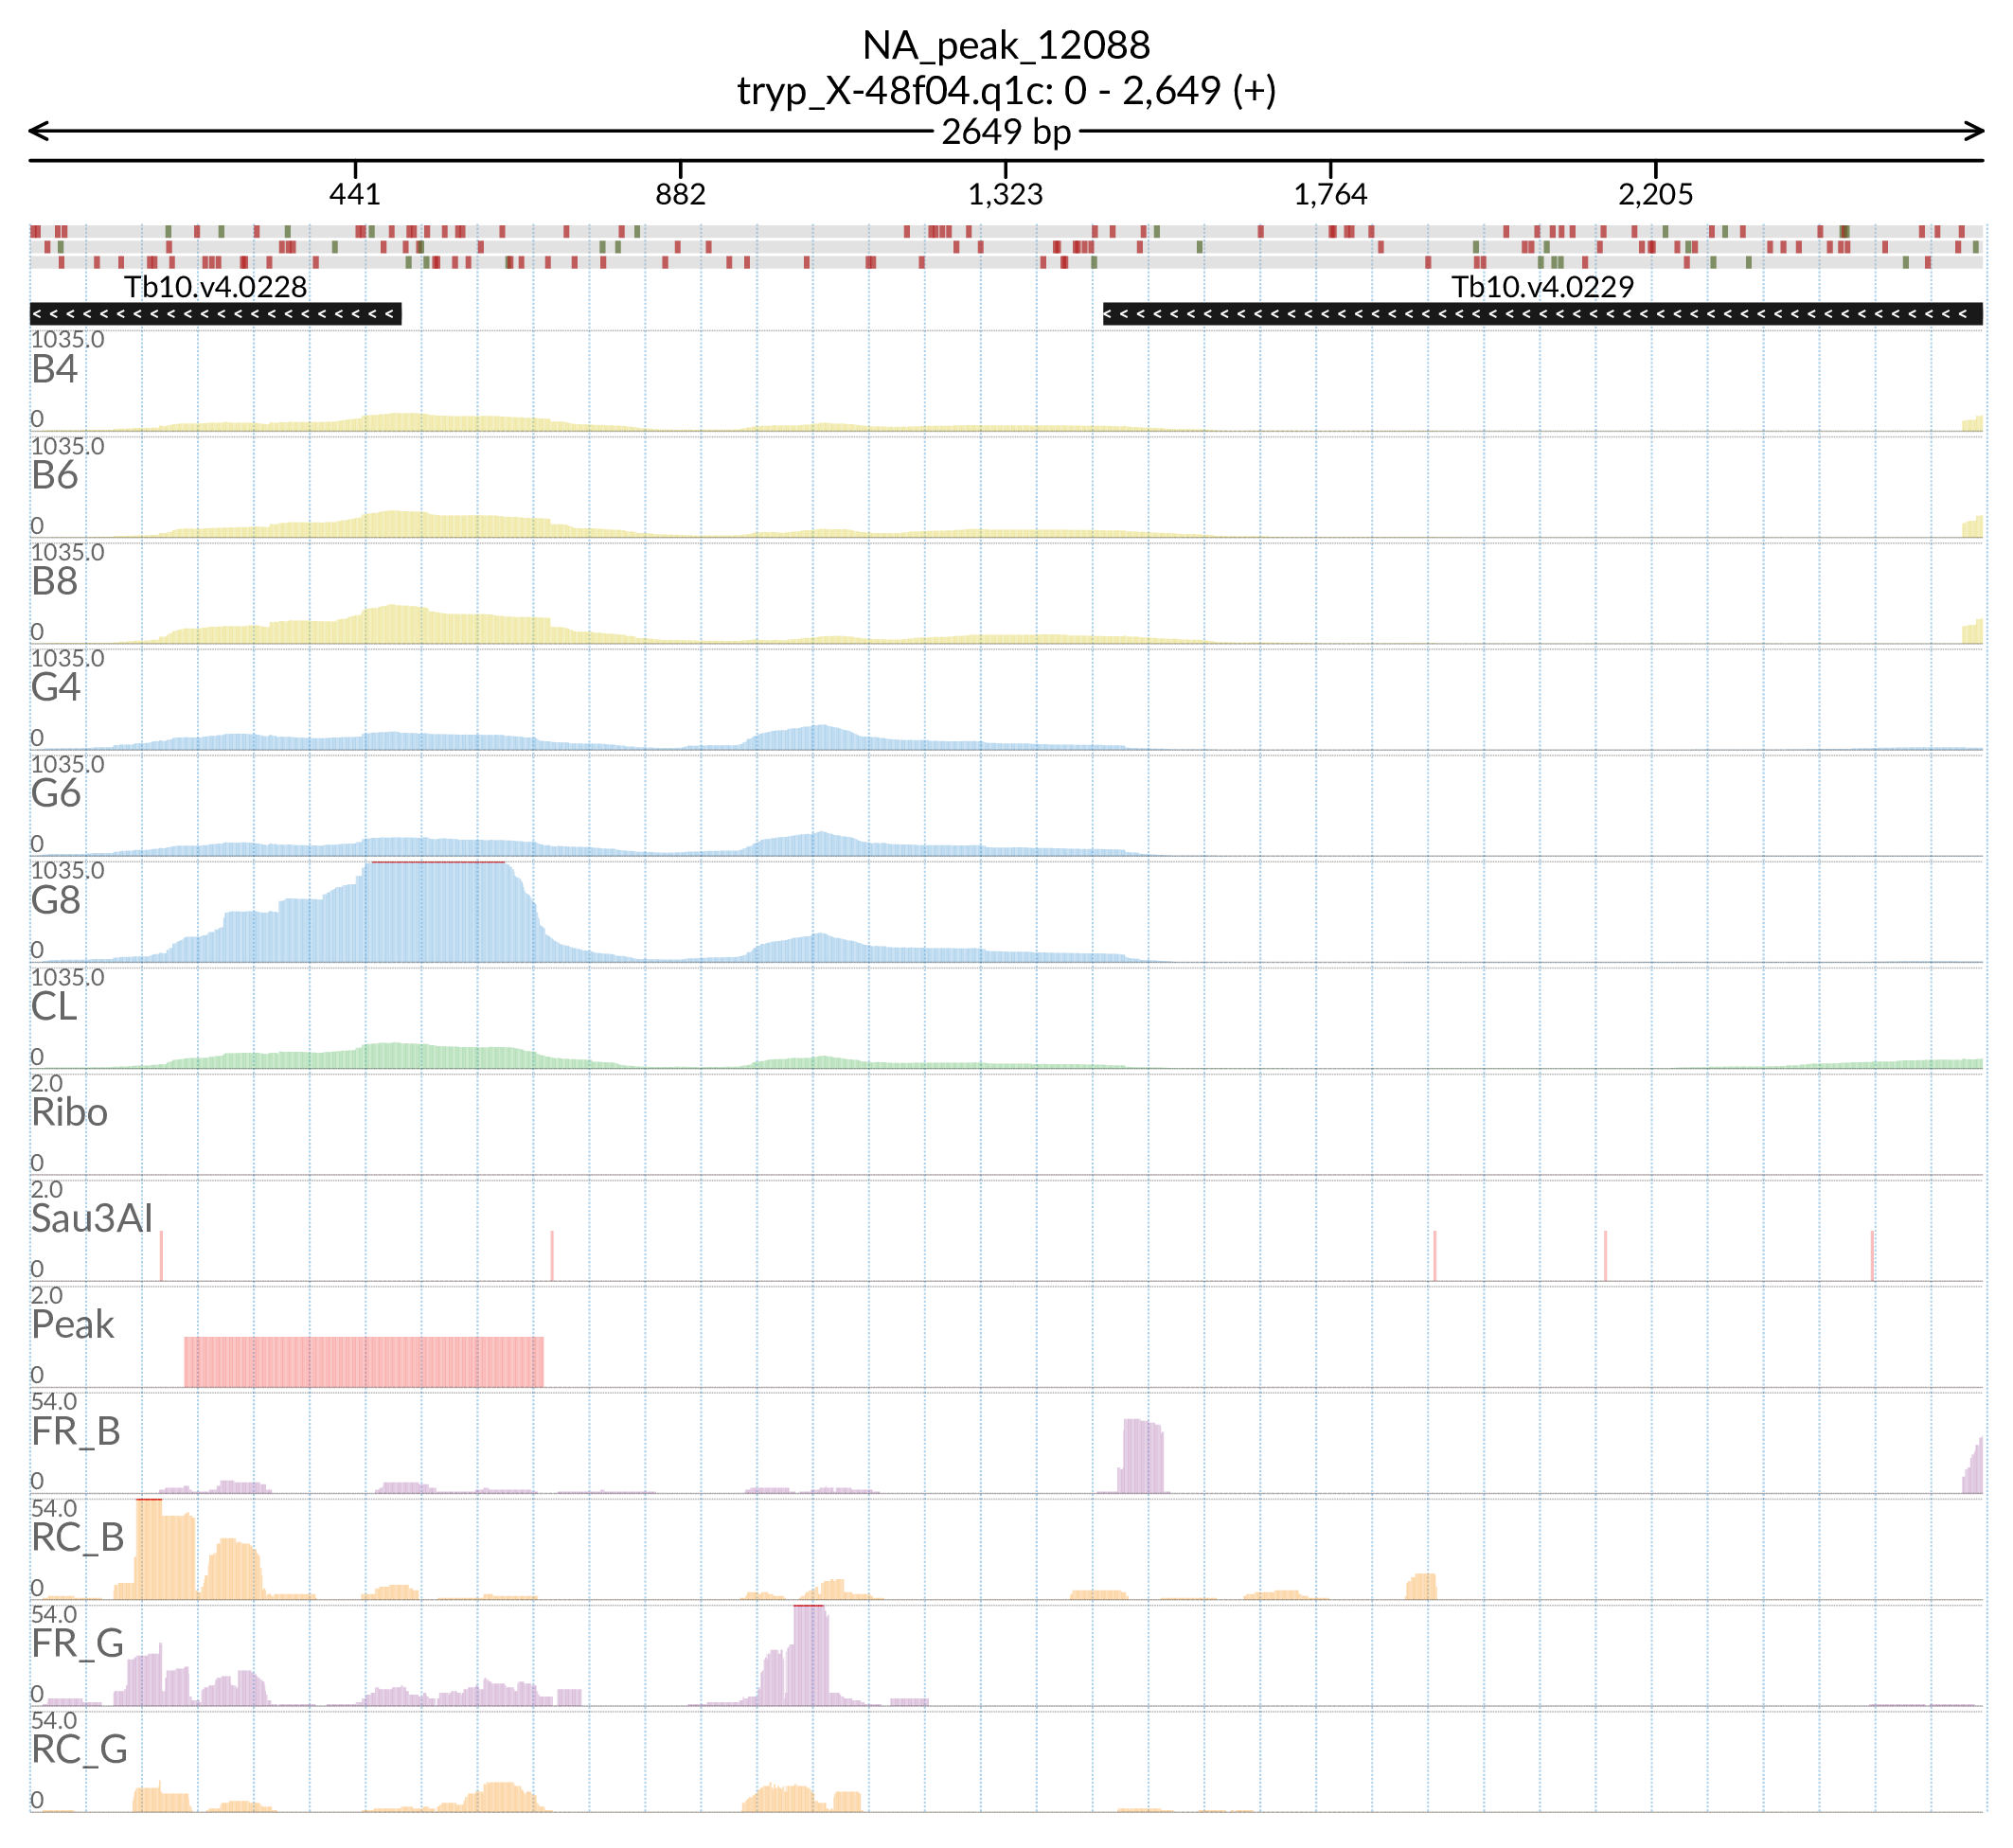 NA_peak_12088
tryp_X-48f04.q1c: 0 - 2,649 (+)
2649 bp
441 882 1,323 1,764 2,205
Tb10.v4.0228 Tb10.v4.0229
1035.0
B4
0
1035.0
B6
0
1035.0
B8
0
1035.0
G4
0
1035.0
G6
0
1035.0
G8
0
1035.0
CL
0
2.0
Ribo
0
2.0
Sau3AI
0
2.0
Peak
0
54.0
FR_B
0
54.0
RC_B
0
54.0
FR_G
0
54.0
RC_G
0